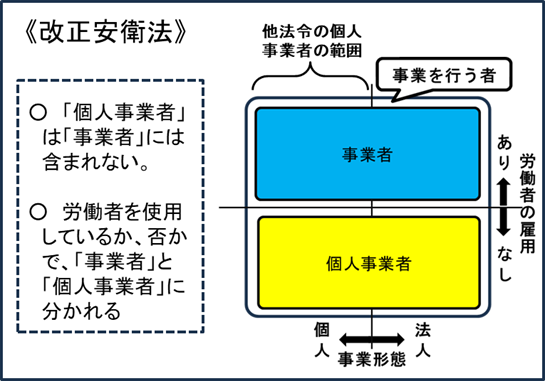 《改正安衛法》
○ 「個人事業者」
は「事業者」には
含まれない。
○ 労働者を使用
しているか、否か
で、「事業者」と
「個人事業者」に
分かれる
他法令の個人
事業者の範囲
事業を行う者
事業者
個人事業者
あり
なし
労働者の雇用
個人
法人
事業形態